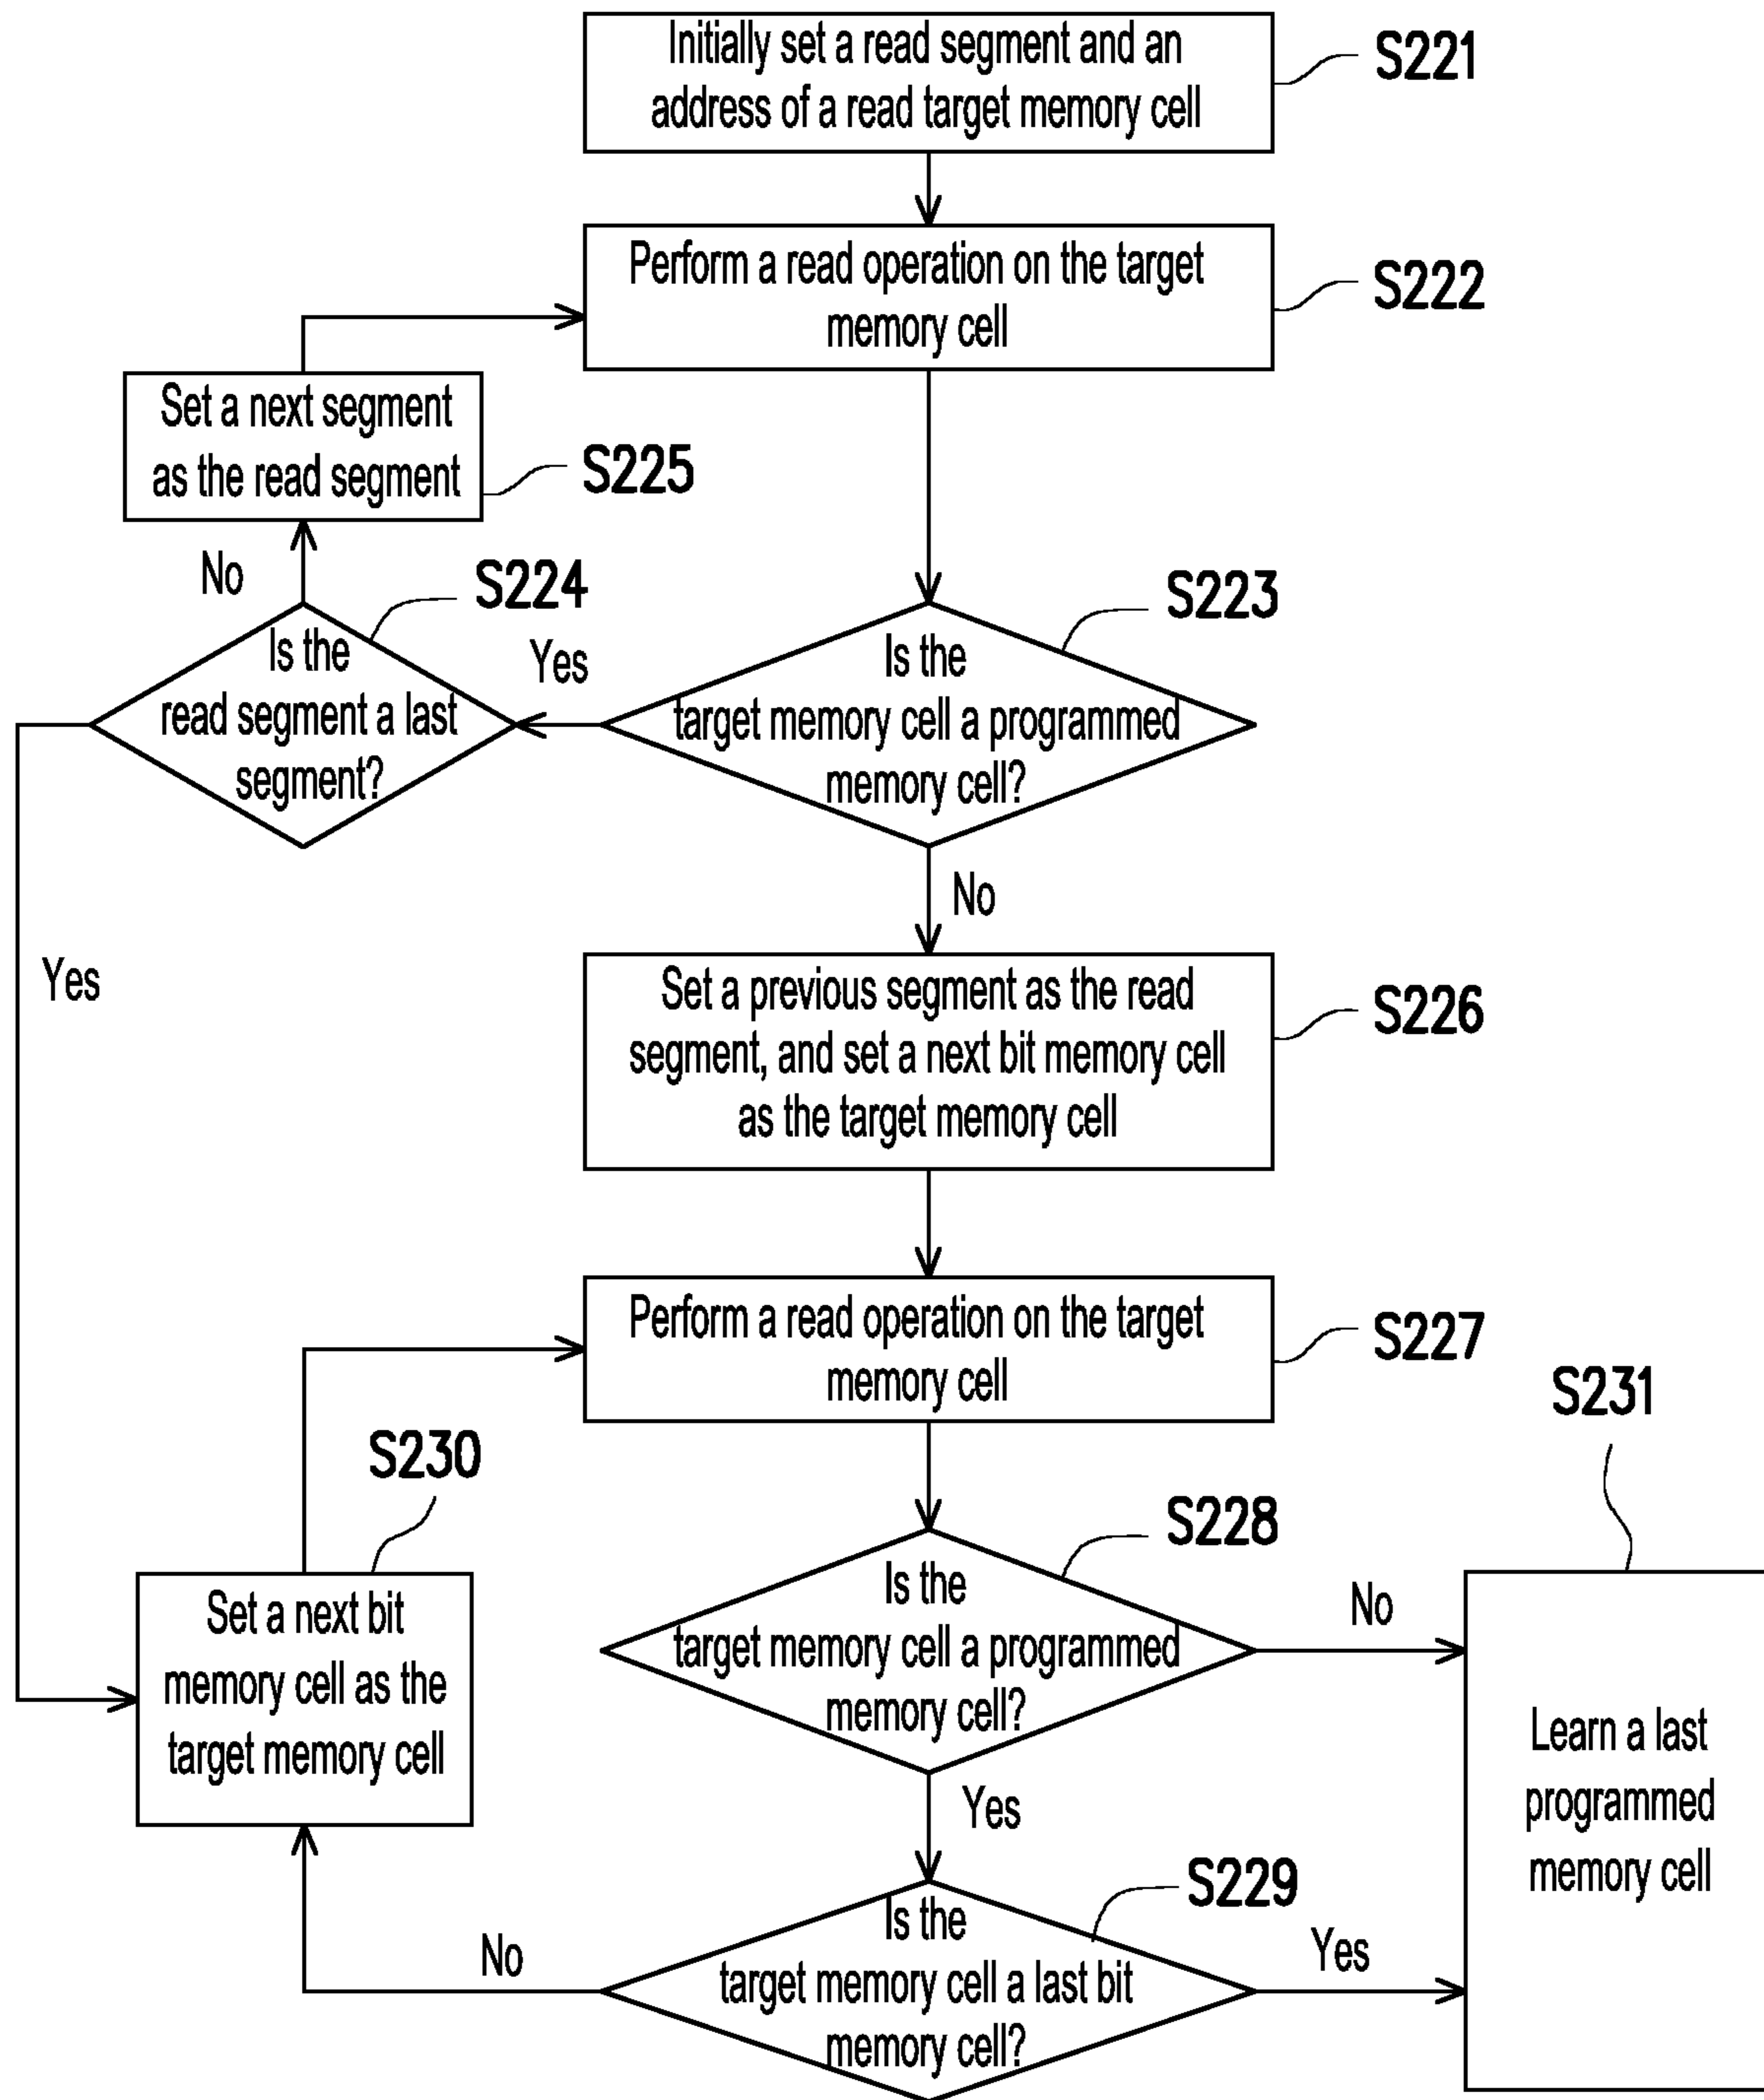 Initially set a read segment and an
address of a read target memory cell
S221
Perform a read operation on the target
memory cell
S222
Set a next segment
as the read segment
S225
No
S224
Is the
read segment a last
segment?
Yes
S223
Is the
target memory cell a programmed
memory cell?
No
Yes
Set a previous segment as the read
segment, and set a next bit memory cell
as the target memory cell
S226
Perform a read operation on the target
memory cell
S227
S230
Set a next bit
memory cell as the
target memory cell
S228
Is the
target memory cell a programmed
memory cell?
No
S231
Learn a last
programmed
memory cell
Yes
S229
Is the
target memory cell a last bit
memory cell?
No
Yes